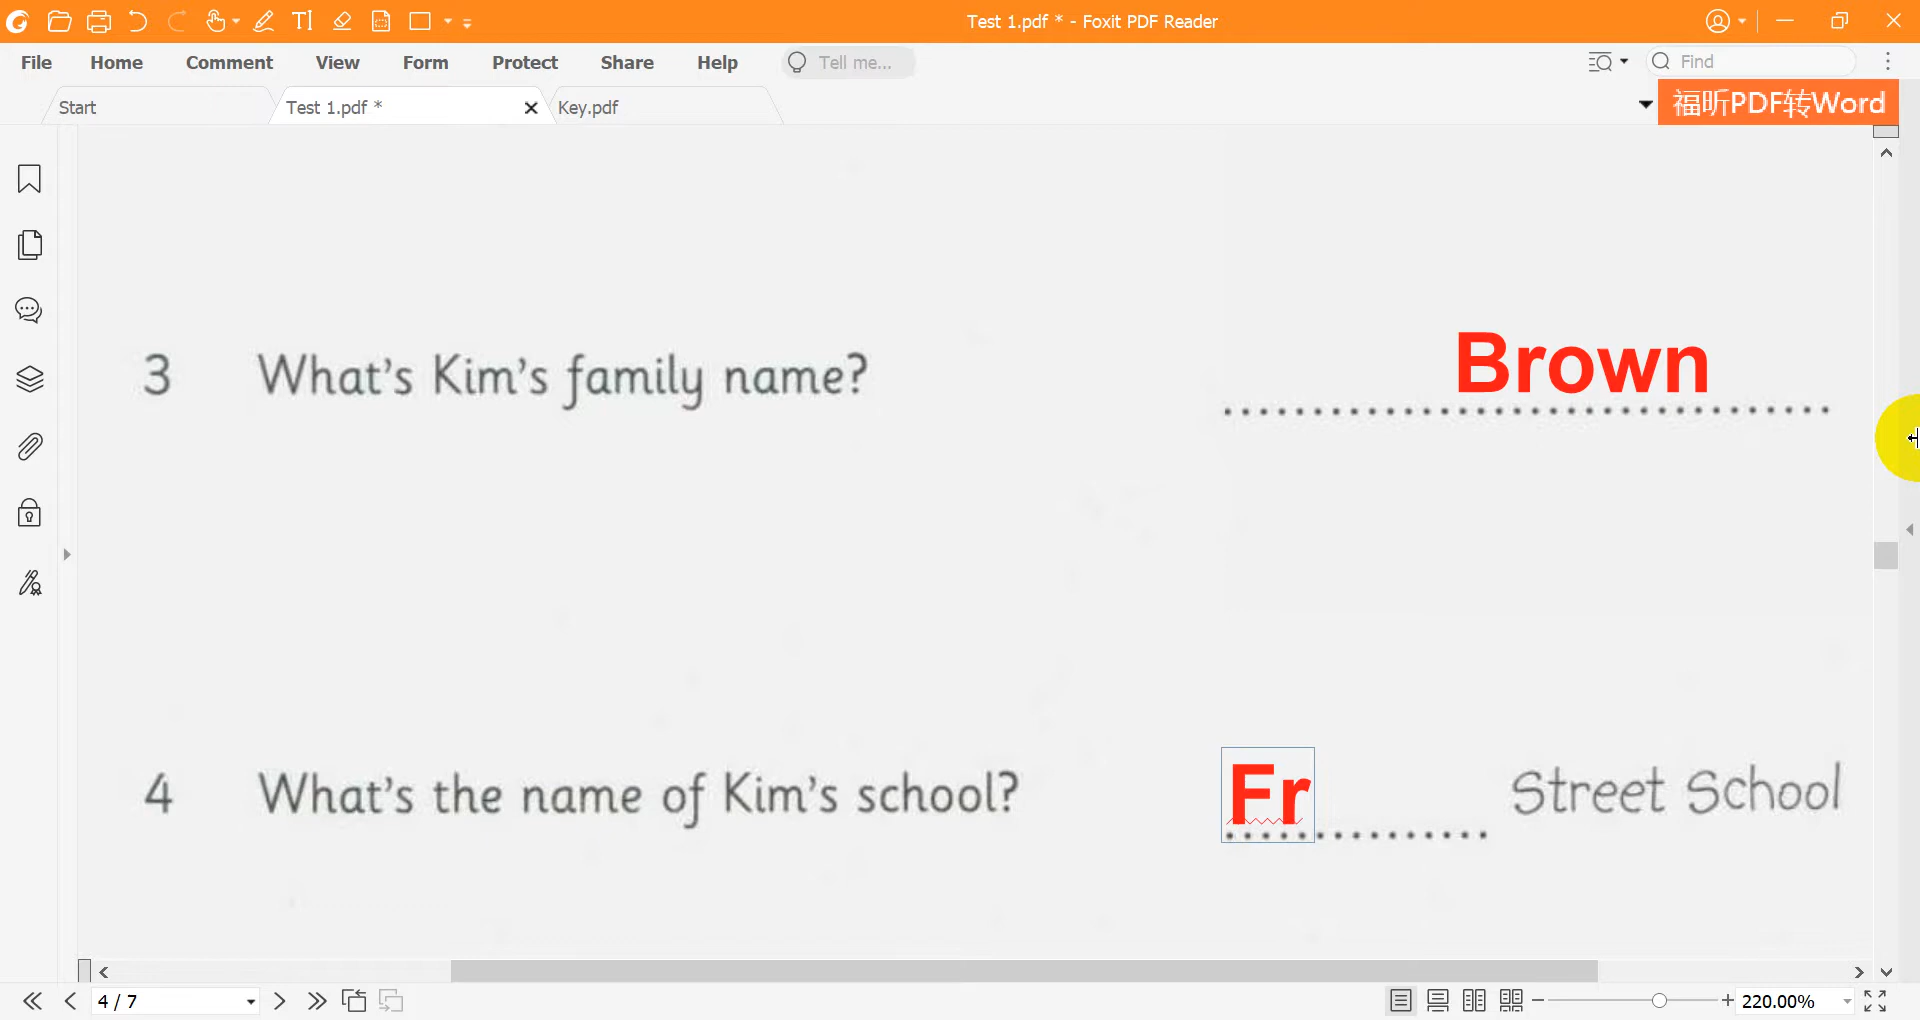 Test 1.pdf * - Foxit PDF Reader
File Home Comment View Form Protect Share Help Tell me... Find
Start Test 1.pdf * Key.pdf 福昕PDF转Word
Brown
3 What's Kim's family name? ..................................
4 What's the name of Kim's school? Fr ............... Street School
4 / 7 220.00%